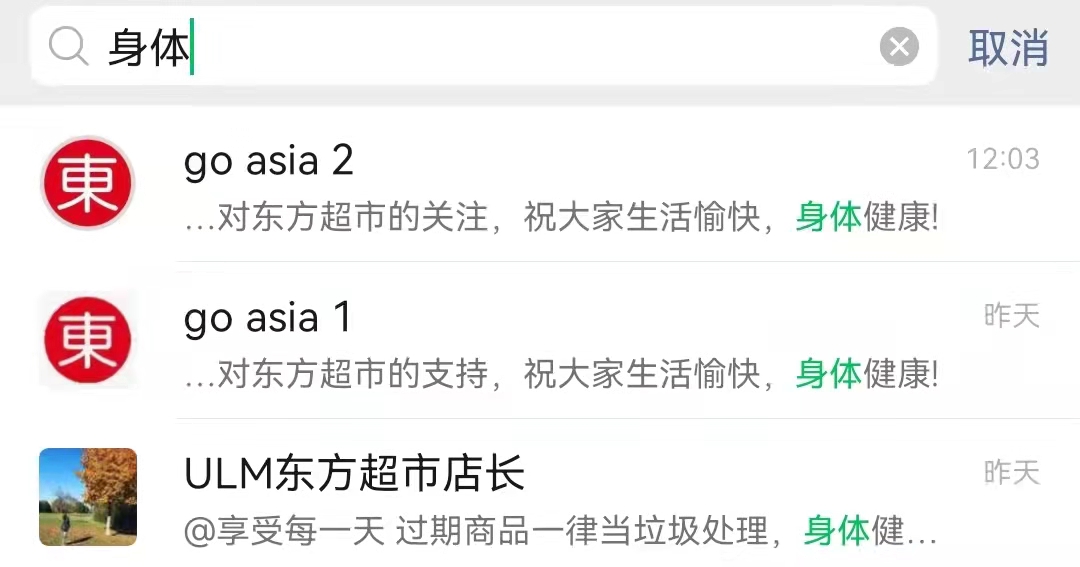 身体
取消
東
go asia 2
12:03
...对东方超市的关注，祝大家生活愉快，身体健康!
東
go asia 1
昨天
...对东方超市的支持，祝大家生活愉快，身体健康!
ULM东方超市店长
昨天
@享受每一天 过期商品一律当垃圾处理，身体健...